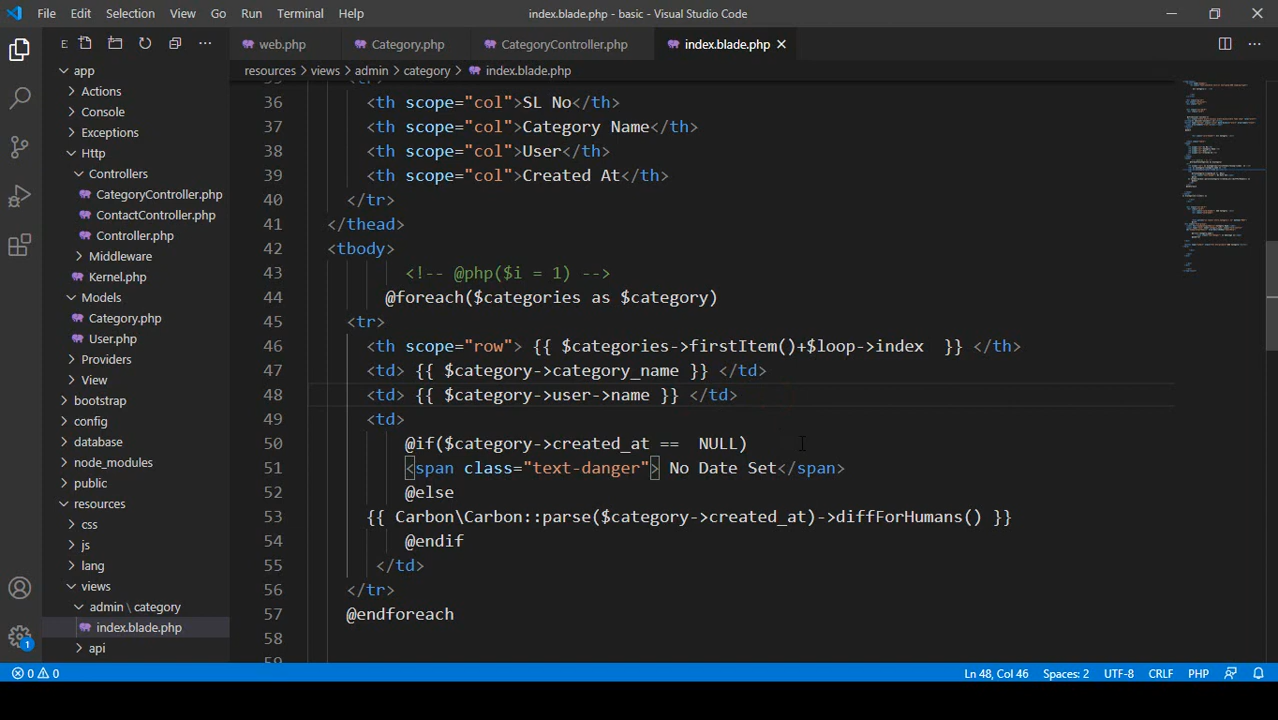 File Edit Selection View Go Run Terminal Help index.blade.php - basic - Visual Studio Code
E
web.php Category.php CategoryController.php index.blade.php
resources > views > admin > category > index.blade.php
app
Actions
Console
Exceptions
Http
Controllers
CategoryController.php
ContactController.php
Controller.php
Middleware
Kernel.php
Models
Category.php
User.php
Providers
View
bootstrap
config
database
node_modules
public
resources
css
js
lang
views
admin \ category
index.blade.php
api
36 <th scope="col">SL No</th>
37 <th scope="col">Category Name</th>
38 <th scope="col">User</th>
39 <th scope="col">Created At</th>
40 </tr>
41 </thead>
42 <tbody>
43 <!-- @php($i = 1) -->
44 @foreach($categories as $category)
45 <tr>
46 <th scope="row"> {{ $categories->firstItem()+$loop->index  }} </th>
47 <td> {{ $category->category_name }} </td>
48 <td> {{ $category->user->name }} </td>
49 <td>
50 @if($category->created_at ==  NULL)
51 <span class="text-danger"> No Date Set</span>
52 @else
53 {{ Carbon\Carbon::parse($category->created_at)->diffForHumans() }}
54 @endif
55 </td>
56 </tr>
57 @endforeach
58
59
1
0 0 Ln 48, Col 46 Spaces: 2 UTF-8 CRLF PHP